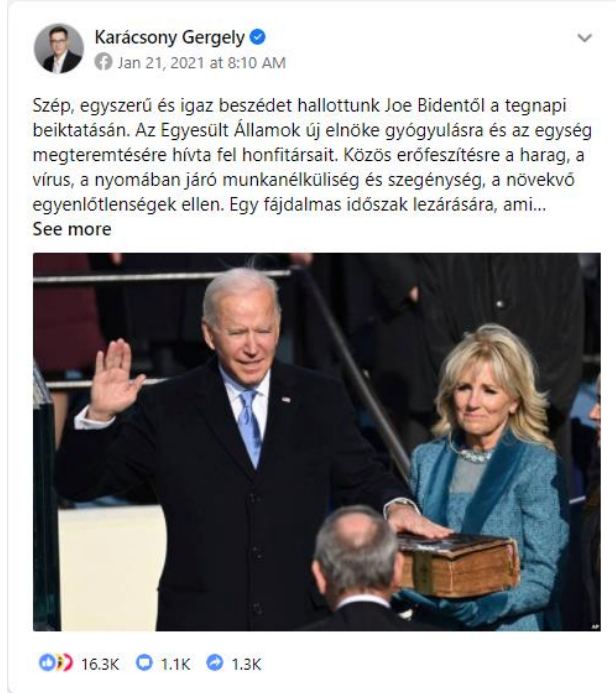 Karácsony Gergely
Jan 21, 2021 at 8:10 AM
Szép, egyszerű és igaz beszédet hallottunk Joe Bidentől a tegnapi
beiktatásán. Az Egyesült Államok új elnöke gyógyulásra és az egység
megteremtésére hívta fel honfitársait. Közös erőfeszítésre a harag, a
vírus, a nyomában járó munkanélküliség és szegénység, a növekvő
egyenlőtlenségek ellen. Egy fájdalmas időszak lezárására, ami...
See more
AP
16.3K 1.1K 1.3K